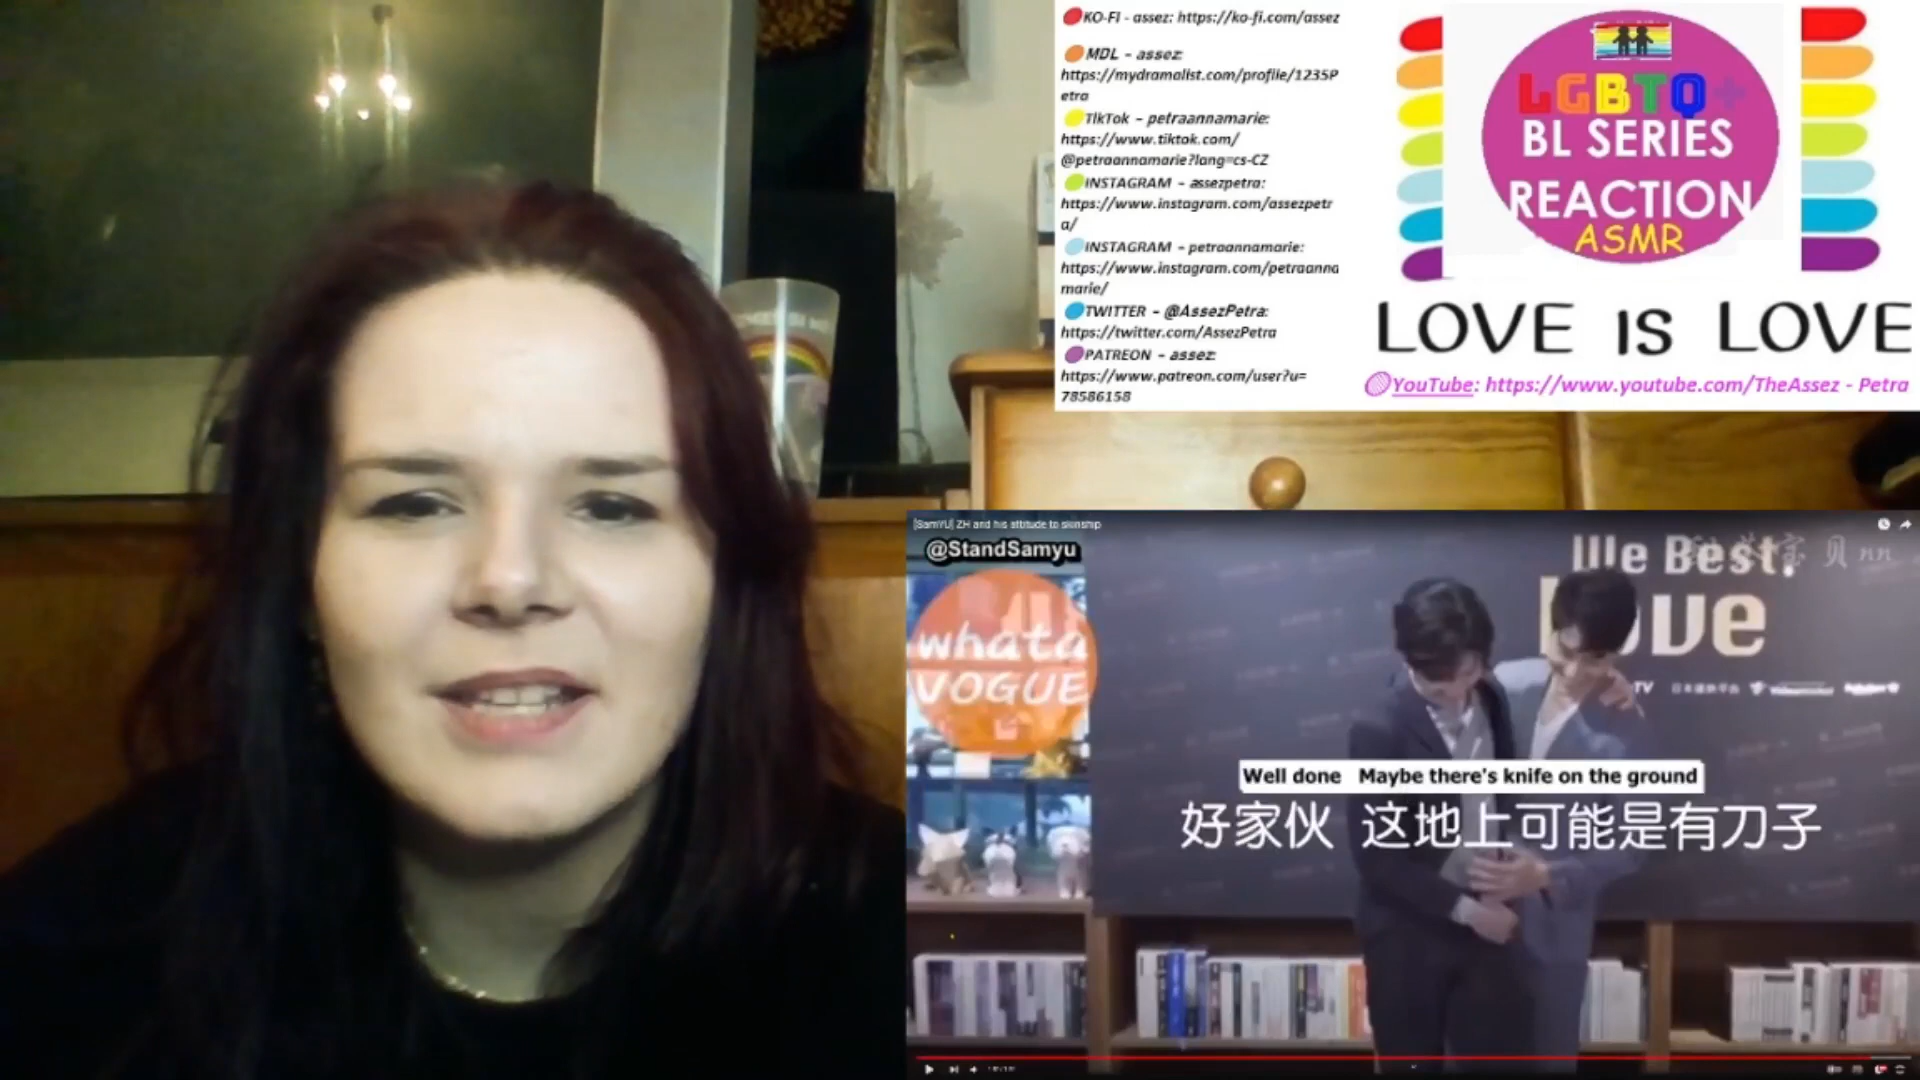 KO-FI - assez: https://ko-fi.com/assez
MDL - assez:
https://mydramalist.com/profile/1235P
etra
TikTok - petraannamarie:
https://www.tiktok.com/
@petraannamarie?lang=cs-CZ
INSTAGRAM - assezpetra:
https://www.instagram.com/assezpetr
a/
INSTAGRAM - petraannamarie:
https://www.instagram.com/petraanna
marie/
TWITTER - @AssezPetra:
https://twitter.com/AssezPetra
PATREON - assez:
https://www.patreon.com/user?u=
78586158
LGBTQ+
BL SERIES
REACTION
ASMR
LOVE IS LOVE
YouTube: https://www.youtube.com/TheAssez - Petra
[SamYU] ZH and his attitude to skinship
@StandSamyu
We Best
Love
whata
VOGUE
Well done Maybe there's knife on the ground
好家伙 这地上可能是有刀子